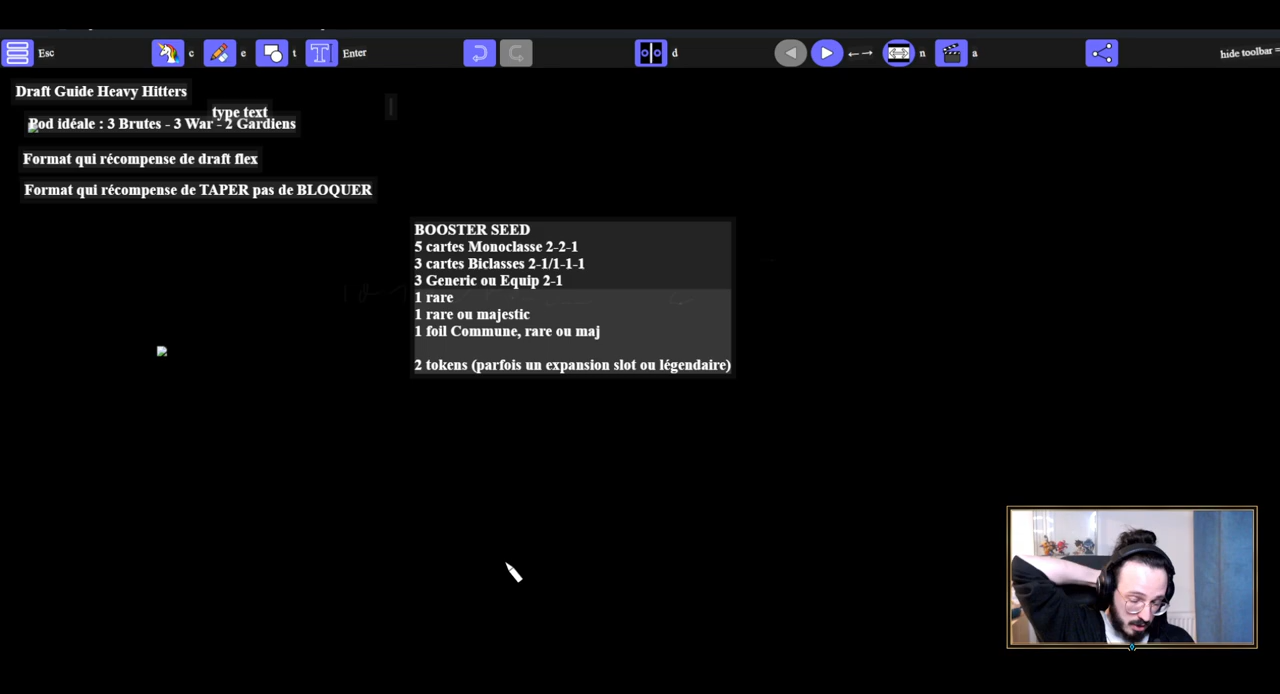 Esc
c
e
t
Enter
d
←→
n
a
hide toolbar =
Draft Guide Heavy Hitters
type text
Pod idéale : 3 Brutes - 3 War - 2 Gardiens
Format qui récompense de draft flex
Format qui récompense de TAPER pas de BLOQUER
BOOSTER SEED
5 cartes Monoclasse 2-2-1
3 cartes Biclasses 2-1/1-1-1
3 Generic ou Equip 2-1
1 rare
1 rare ou majestic
1 foil Commune, rare ou maj
2 tokens (parfois un expansion slot ou légendaire)